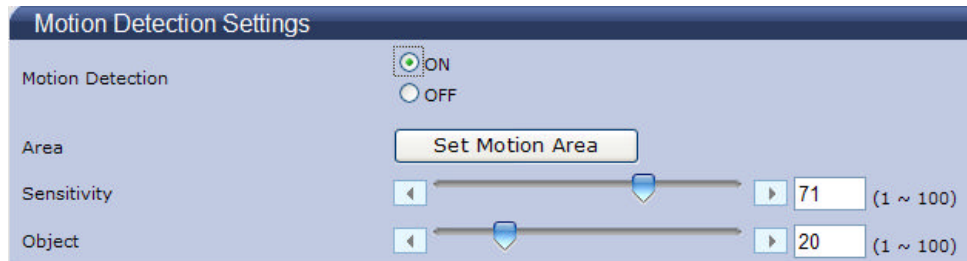 Motion Detection Settings
Motion Detection
ON
OFF
Area
Set Motion Area
Sensitivity
71
(1 ~ 100)
Object
20
(1 ~ 100)